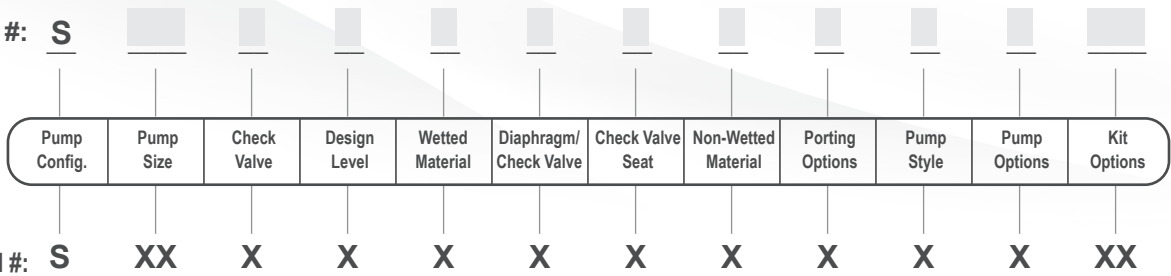 #: S
Pump Config. Pump Size Check Valve Design Level Wetted Material Diaphragm/ Check Valve Check Valve Seat Non-Wetted Material Porting Options Pump Style Pump Options Kit Options
#: S XX X X X X X X X X X XX